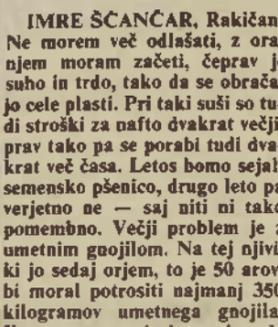 IMRE ŠČANČAR, Rakičan
Ne morem več odlašati, z ora
njem moram začeti, čeprav j
suho in trdo, tako da se obrača
jo cele plasti. Pri taki suši so tu
di stroški za nafto dvakrat večji
prav tako pa se porabi tudi dva
krat več časa. Letos bomo sejal
semensko pšenico, drugo leto pa
verjetno ne — saj niti ni tako
pomembno. Večji problem je z
umetnim gnojilom. Na tej njivi
ki jo sedaj orjem, to je 50 arov
bi moral potrositi najmanj 350
kilogramov umetnega gnojila